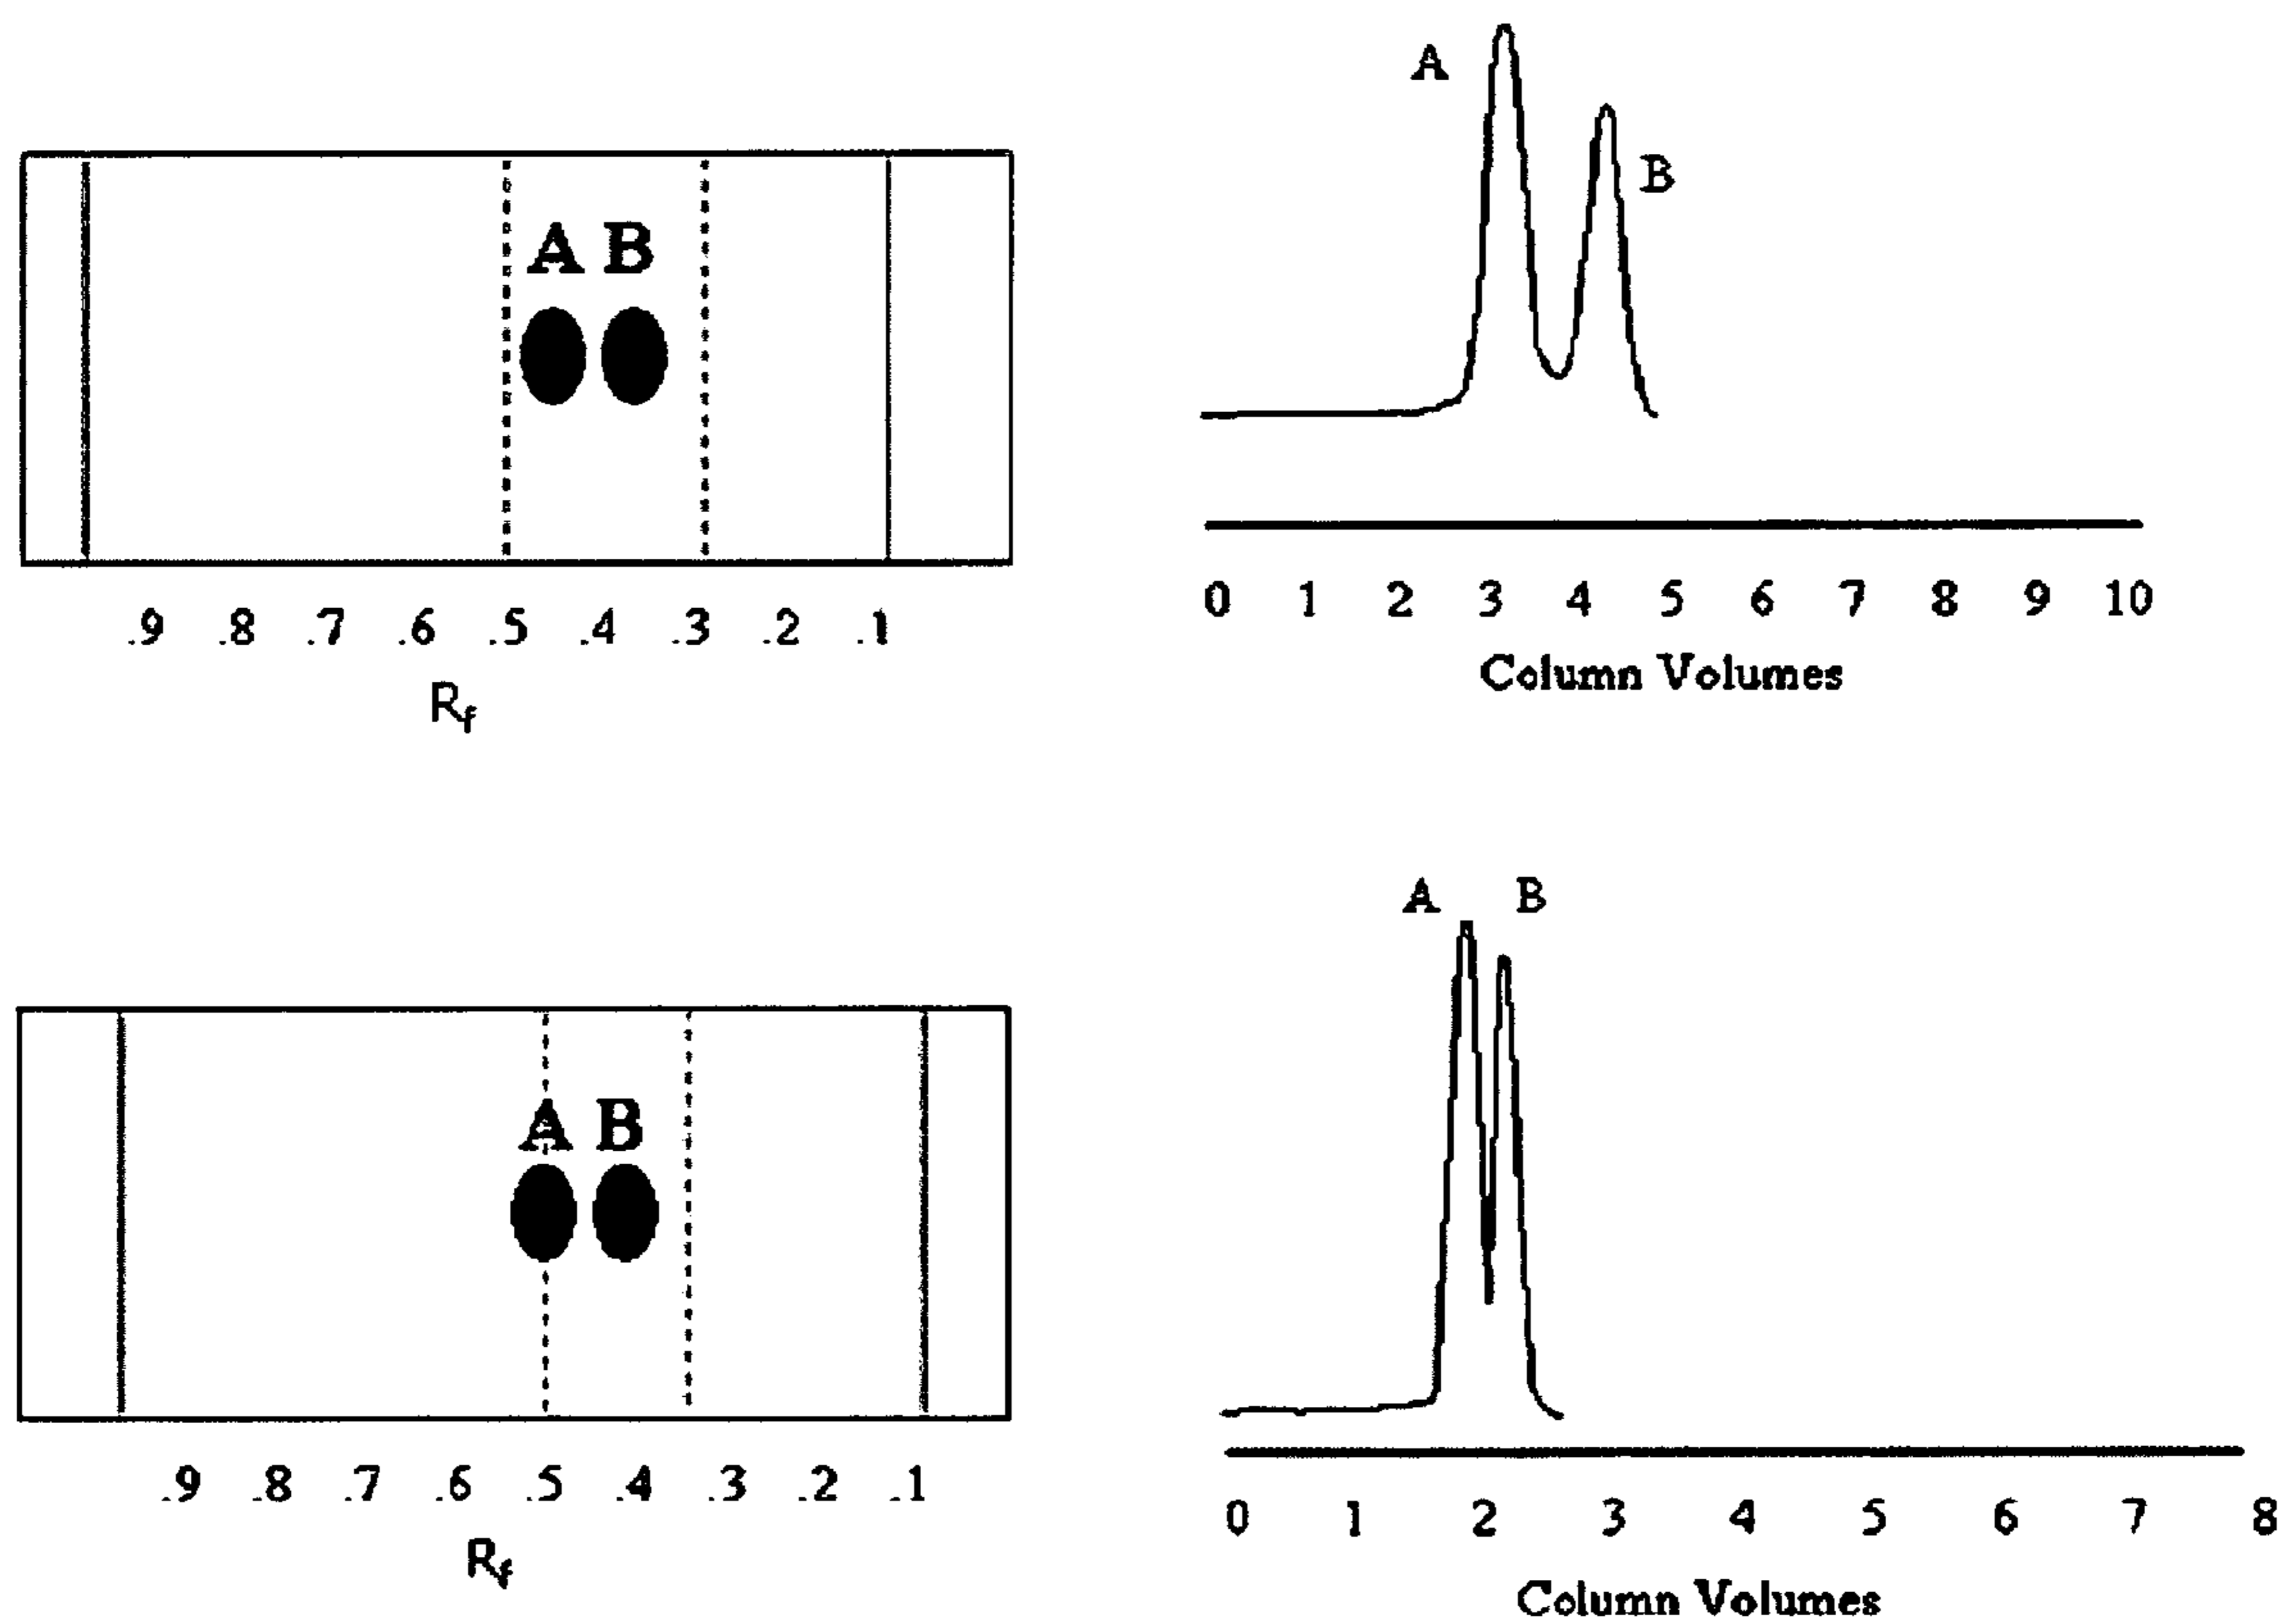 A
B
A B
.9 .8 .7 .6 .5 .4 .3 .2 .1
Rf
0 1 2 3 4 5 6 7 8 9 10
Column Volumes
A B
A B
.9 .8 .7 .6 .5 .4 .3 .2 .1
Rf
0 1 2 3 4 5 6 7 8
Column Volumes